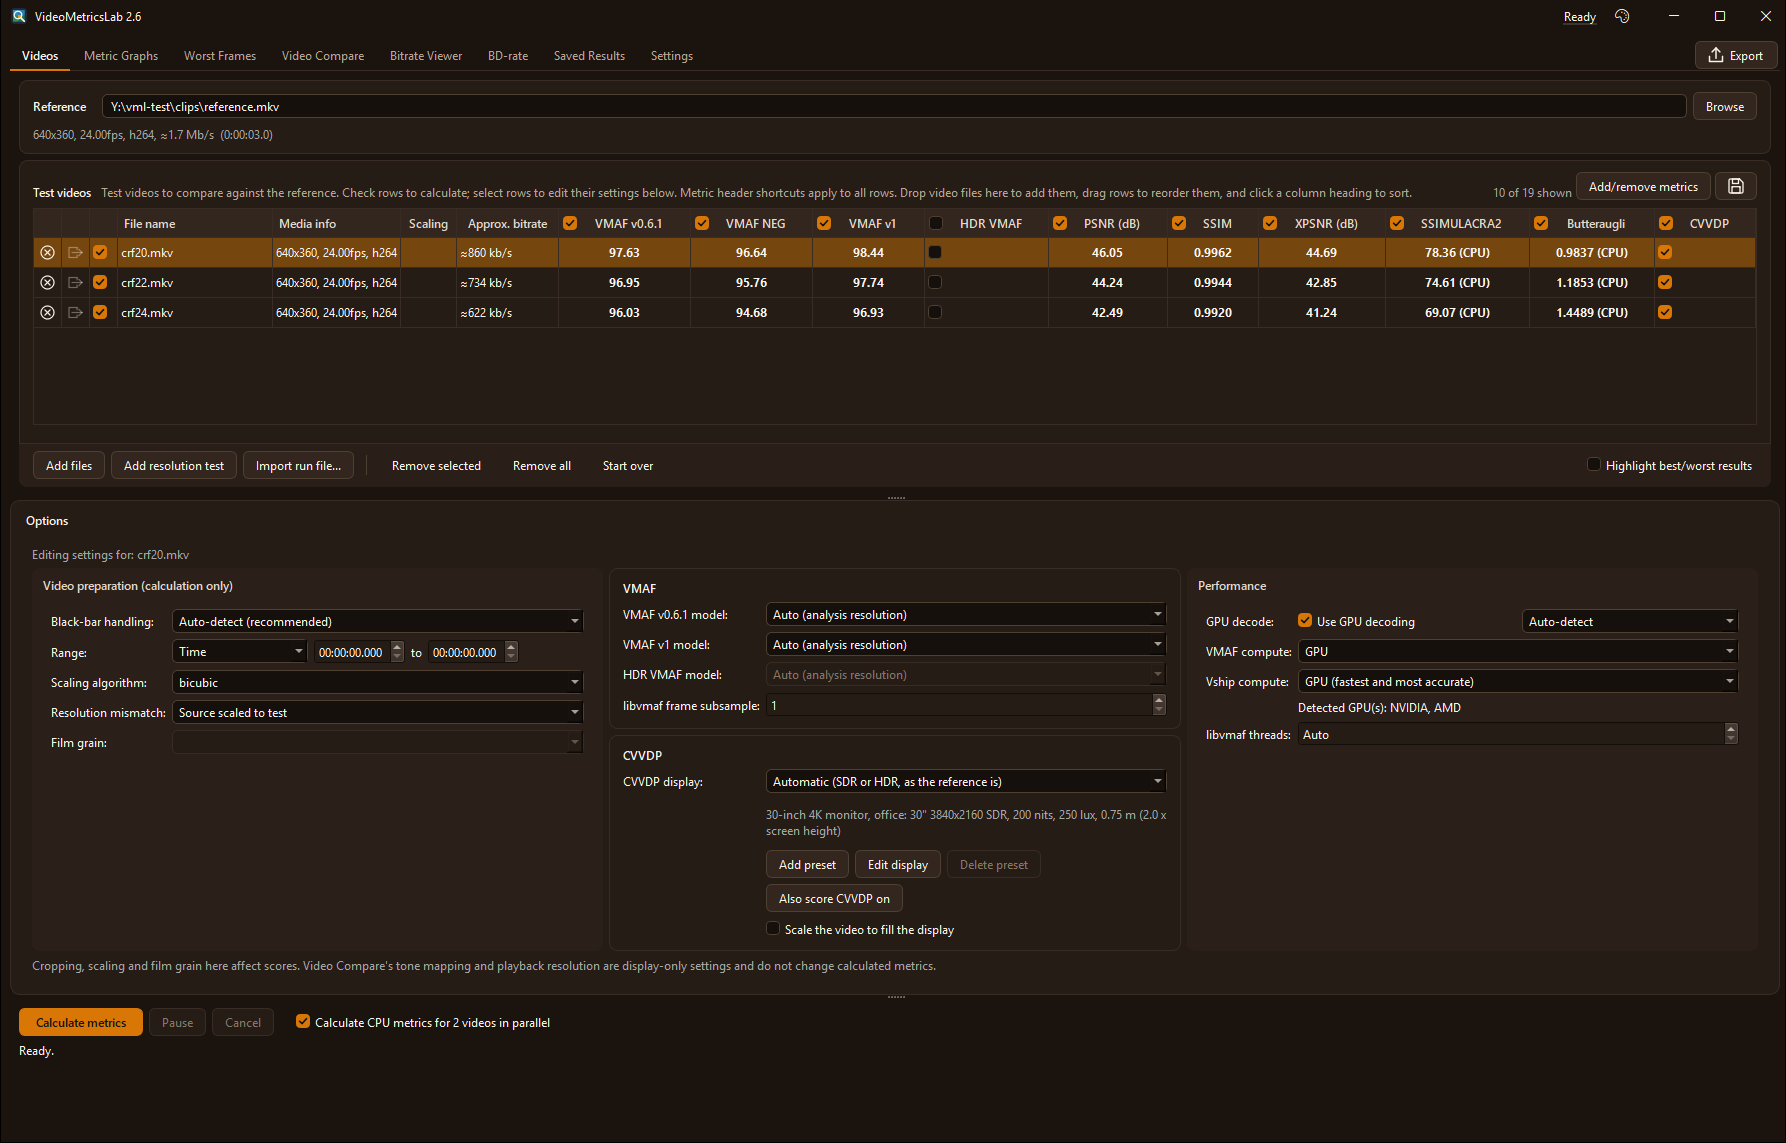 VideoMetricsLab 2.6
Ready
Videos
Metric Graphs
Worst Frames
Video Compare
Bitrate Viewer
BD-rate
Saved Results
Settings
Export
Reference
Y:\vml-test\clips\reference.mkv
Browse
640x360, 24.00fps, h264, ≈1.7 Mb/s (0:00:03.0)
Test videos Test videos to compare against the reference. Check rows to calculate; select rows to edit their settings below. Metric header shortcuts apply to all rows. Drop video files here to add them, drag rows to reorder them, and click a column heading to sort.
10 of 19 shown
Add/remove metrics
File name Media info Scaling Approx. bitrate VMAF v0.6.1 VMAF NEG VMAF v1 HDR VMAF PSNR (dB) SSIM XPSNR (dB) SSIMULACRA2 Butteraugli CVVDP
crf20.mkv 640x360, 24.00fps, h264 ≈860 kb/s 97.63 96.64 98.44 46.05 0.9962 44.69 78.36 (CPU) 0.9837 (CPU)
crf22.mkv 640x360, 24.00fps, h264 ≈734 kb/s 96.95 95.76 97.74 44.24 0.9944 42.85 74.61 (CPU) 1.1853 (CPU)
crf24.mkv 640x360, 24.00fps, h264 ≈622 kb/s 96.03 94.68 96.93 42.49 0.9920 41.24 69.07 (CPU) 1.4489 (CPU)
Add files
Add resolution test
Import run file...
Remove selected
Remove all
Start over
Highlight best/worst results
Options
Editing settings for: crf20.mkv
Video preparation (calculation only)
Black-bar handling: Auto-detect (recommended)
Range: Time 00:00:00.000 to 00:00:00.000
Scaling algorithm: bicubic
Resolution mismatch: Source scaled to test
Film grain:
VMAF
VMAF v0.6.1 model: Auto (analysis resolution)
VMAF v1 model: Auto (analysis resolution)
HDR VMAF model: Auto (analysis resolution)
libvmaf frame subsample: 1
CVVDP
CVVDP display: Automatic (SDR or HDR, as the reference is)
30-inch 4K monitor, office: 30" 3840x2160 SDR, 200 nits, 250 lux, 0.75 m (2.0 x
screen height)
Add preset
Edit display
Delete preset
Also score CVVDP on
Scale the video to fill the display
Performance
GPU decode: Use GPU decoding Auto-detect
VMAF compute: GPU
Vship compute: GPU (fastest and most accurate)
Detected GPU(s): NVIDIA, AMD
libvmaf threads: Auto
Cropping, scaling and film grain here affect scores. Video Compare's tone mapping and playback resolution are display-only settings and do not change calculated metrics.
Calculate metrics
Pause
Cancel
Calculate CPU metrics for 2 videos in parallel
Ready.